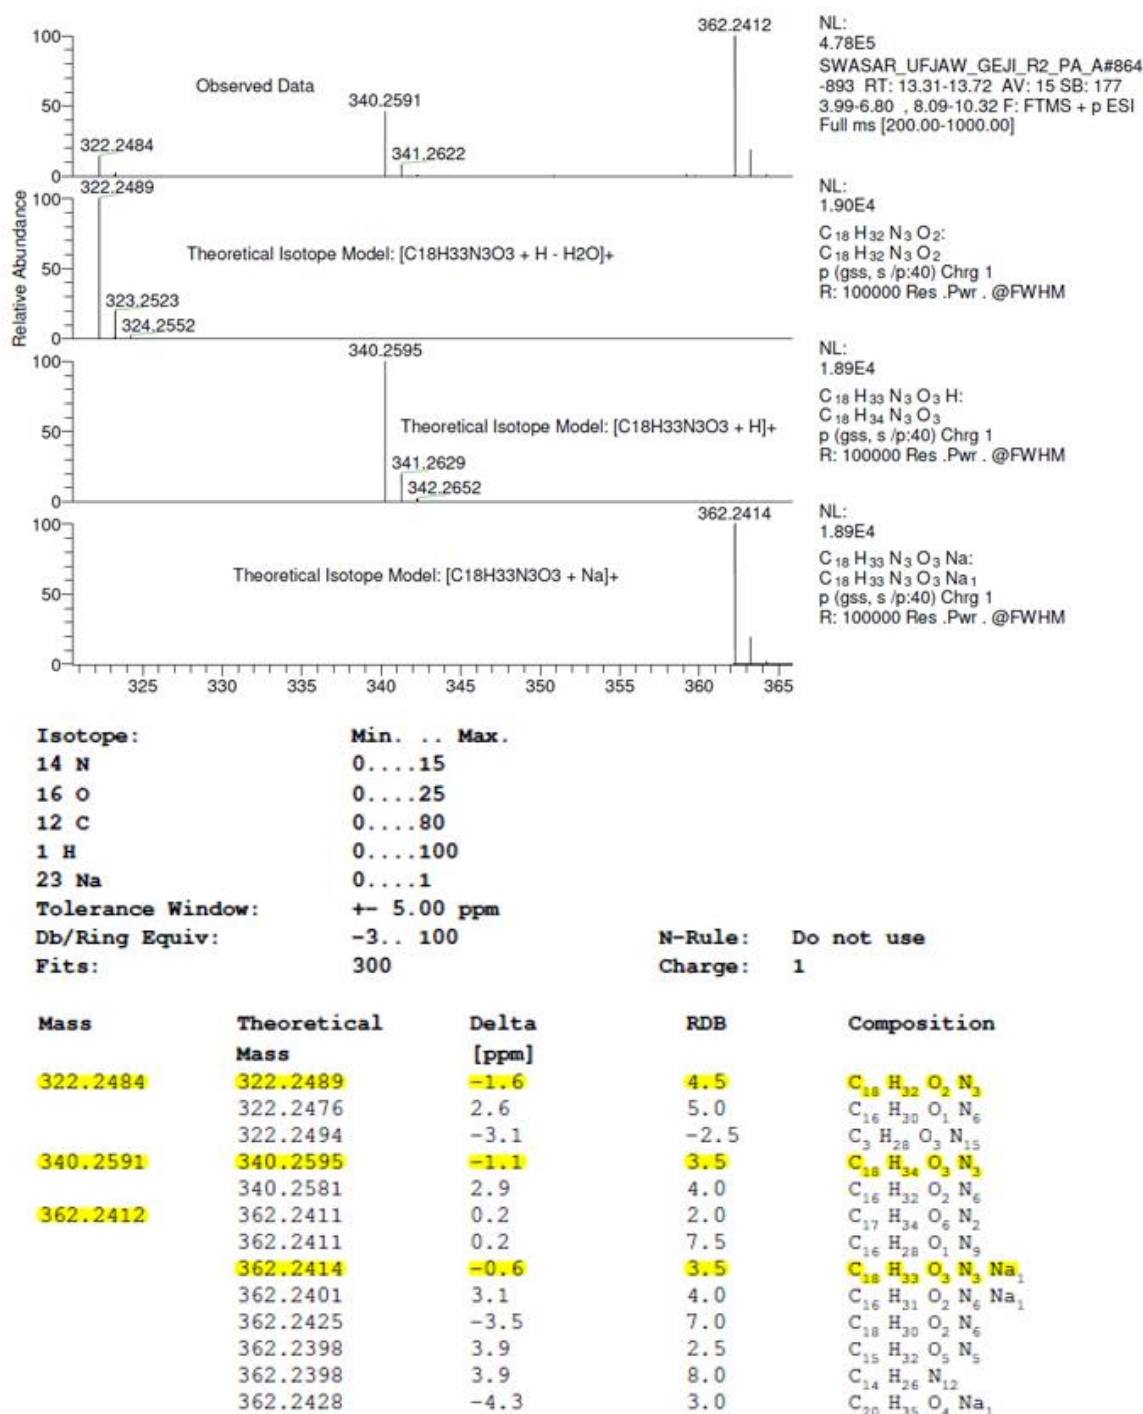 NL:
4.78E5
SWASAR_UFJAW_GEJI_R2_PA_A#864
-893 RT: 13.31-13.72 AV: 15 SB: 177
3.99-6.80 , 8.09-10.32 F: FTMS + p ESI
Full ms [200.00-1000.00]
Relative Abundance
100
50
0
Observed Data
322.2484
340.2591
341.2622
362.2412
NL:
1.90E4
C18 H32 N3 O2:
C18 H32 N3 O2
p (gss, s /p:40) Chrg 1
R: 100000 Res .Pwr . @FWHM
100
50
0
322.2489
Theoretical Isotope Model: [C18H33N3O3 + H - H2O]+
323.2523
324.2552
NL:
1.89E4
C18 H33 N3 O3 H:
C18 H34 N3 O3
p (gss, s /p:40) Chrg 1
R: 100000 Res .Pwr . @FWHM
100
50
0
340.2595
Theoretical Isotope Model: [C18H33N3O3 + H]+
341.2629
342.2652
NL:
1.89E4
C18 H33 N3 O3 Na:
C18 H33 N3 O3 Na1
p (gss, s /p:40) Chrg 1
R: 100000 Res .Pwr . @FWHM
100
50
0
362.2414
Theoretical Isotope Model: [C18H33N3O3 + Na]+
325 330 335 340 345 350 355 360 365
Isotope: Min. .. Max.
14 N 0....15
16 O 0....25
12 C 0....80
1 H 0....100
23 Na 0....1
Tolerance Window: +- 5.00 ppm
Db/Ring Equiv: -3.. 100 N-Rule: Do not use
Fits: 300 Charge: 1
Mass Theoretical Delta RDB Composition
Mass [ppm]
322.2484 322.2489 -1.6 4.5 C18 H32 O2 N3
322.2476 2.6 5.0 C16 H30 O1 N6
322.2494 -3.1 -2.5 C3 H28 O3 N15
340.2591 340.2595 -1.1 3.5 C18 H34 O3 N3
340.2581 2.9 4.0 C16 H32 O2 N6
362.2412 362.2411 0.2 2.0 C17 H34 O6 N2
362.2411 0.2 7.5 C16 H28 O1 N9
362.2414 -0.6 3.5 C18 H33 O3 N3 Na1
362.2401 3.1 4.0 C16 H31 O2 N6 Na1
362.2425 -3.5 7.0 C18 H30 O2 N6
362.2398 3.9 2.5 C15 H32 O5 N5
362.2398 3.9 8.0 C14 H26 N12
362.2428 -4.3 3.0 C20 H35 O4 Na1